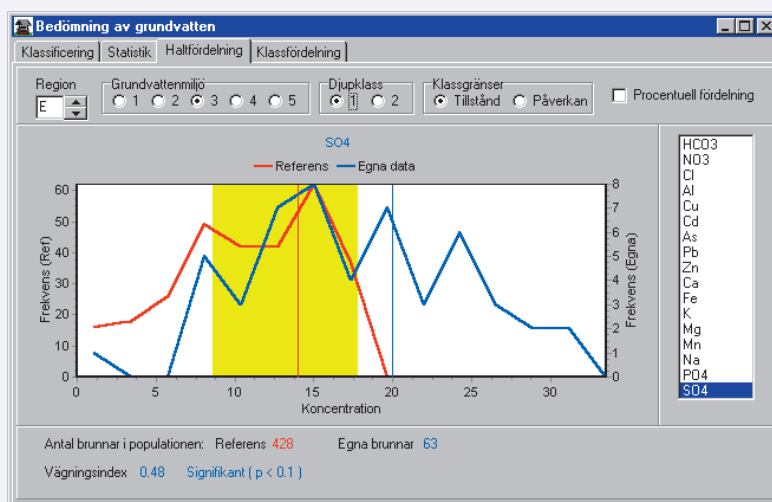 Bedömning av grundvatten
Klassificering Statistik Haltfördelning Klassfördelning
Region Grundvattenmiljö Djupklass Klassgränser
E 1 2 3 4 5 1 2 Tillstånd Påverkan Procentuell fördelning
SO4
Referens Egna data
Frekvens (Ref)
60
50
40
30
20
10
0
0 5 10 15 20 25 30
Koncentration
8
7
6
5
4
3
2
1
0
Frekvens (Egna)
HCO3
NO3
Cl
Al
Cu
Cd
As
Pb
Zn
Ca
Fe
K
Mg
Mn
Na
PO4
SO4
Antal brunnar i populationen: Referens 428 Egna brunnar 63
Vägningsindex 0.48 Signifikant ( p < 0.1 )